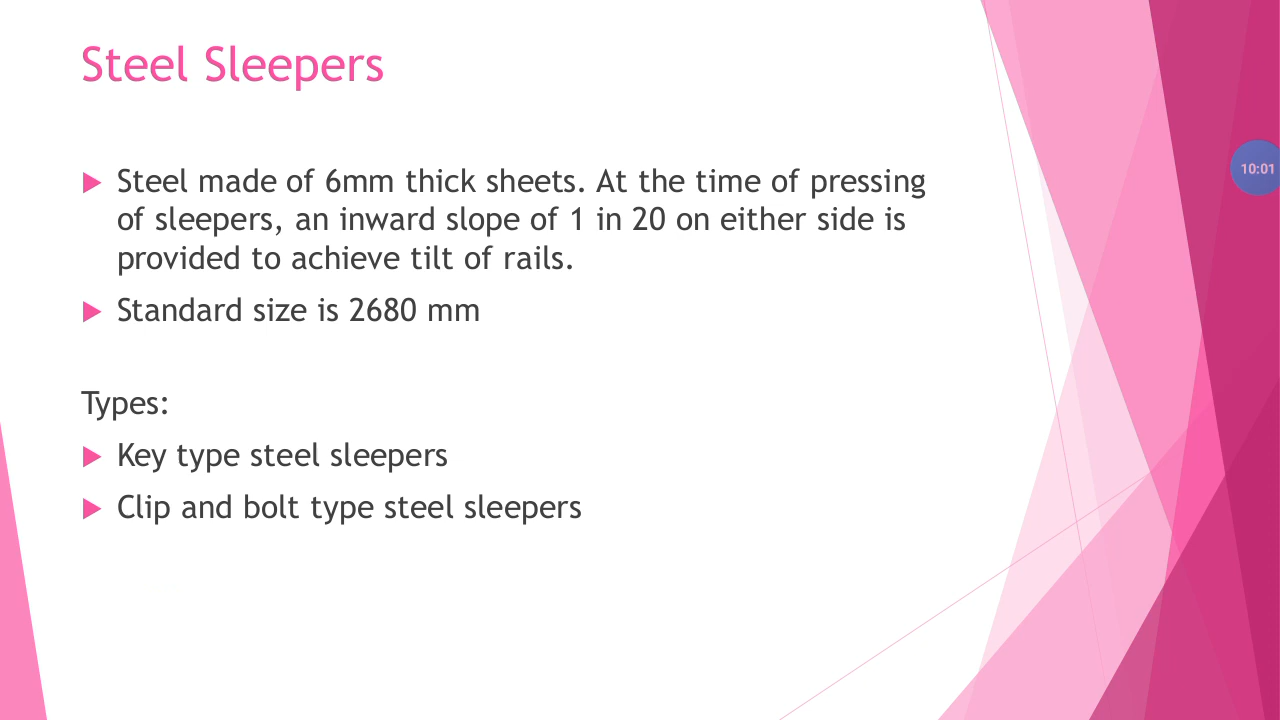 Steel Sleepers
Steel made of 6mm thick sheets. At the time of pressing
of sleepers, an inward slope of 1 in 20 on either side is
provided to achieve tilt of rails.
Standard size is 2680 mm
Types:
Key type steel sleepers
Clip and bolt type steel sleepers
10:01